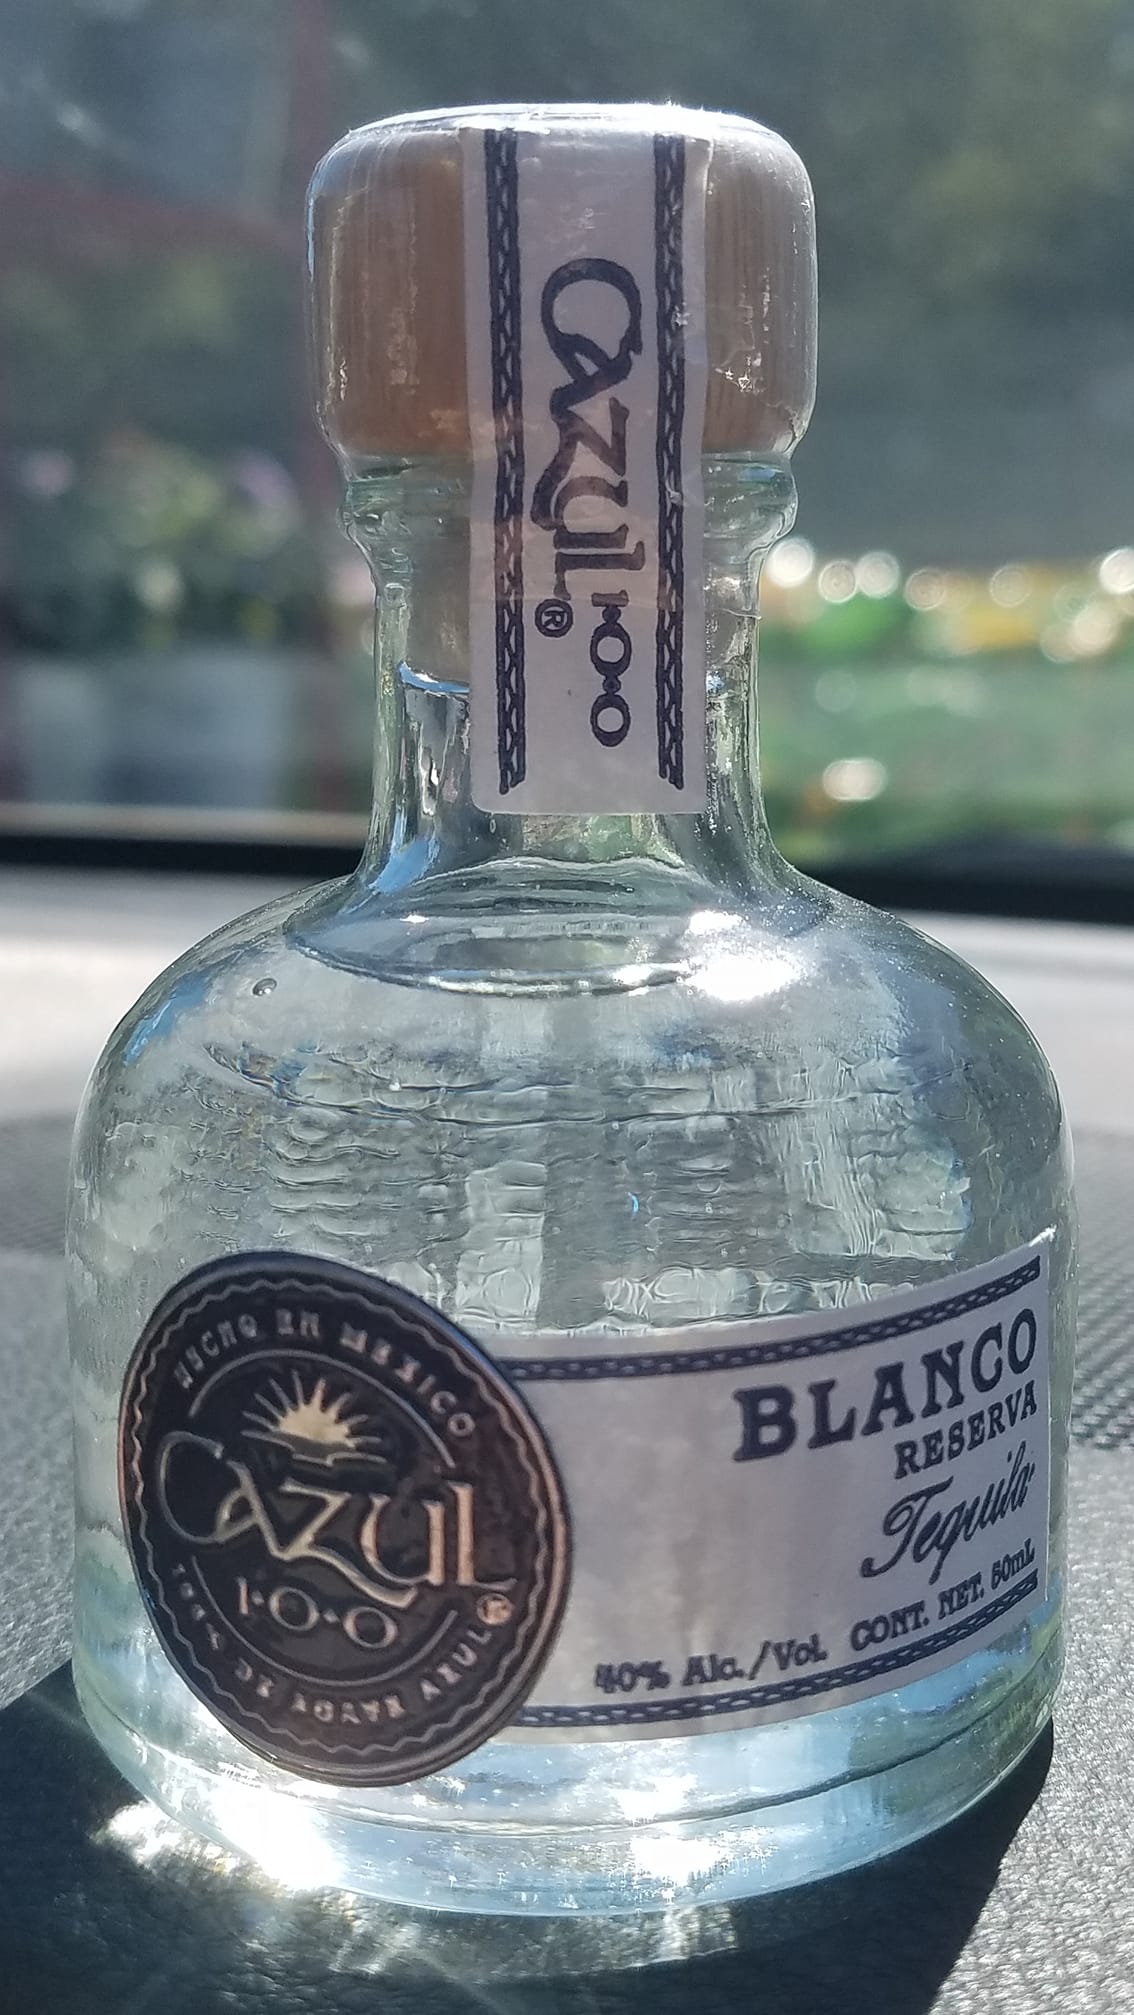 CAZUL®
1·0·0
HECHO EN MEXICO
CAZUL®
1·0·0
100% DE AGAVE AZUL
BLANCO
RESERVA
Tequila
40% Alc./Vol. CONT. NET. 50mL